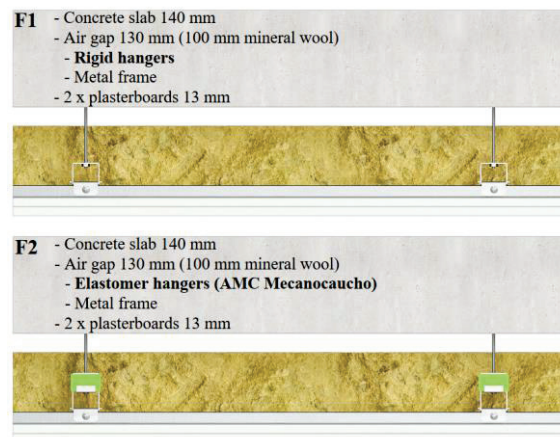 F1 - Concrete slab 140 mm
- Air gap 130 mm (100 mm mineral wool)
- Rigid hangers
- Metal frame
- 2 x plasterboards 13 mm
F2 - Concrete slab 140 mm
- Air gap 130 mm (100 mm mineral wool)
- Elastomer hangers (AMC Mecanocaucho)
- Metal frame
- 2 x plasterboards 13 mm